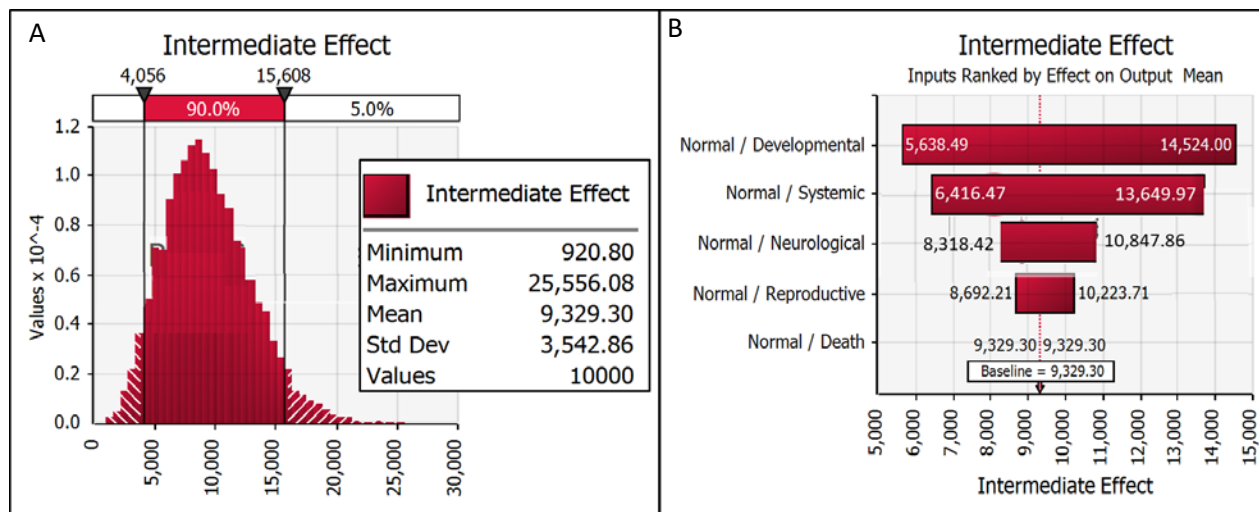 A
Intermediate Effect
4,056 15,608
90.0% 5.0%
1.2
1.0
0.8
0.6
0.4
0.2
0.0
Values x 10^-4
0 5,000 10,000 15,000 20,000 25,000 30,000
Intermediate Effect
Minimum 920.80
Maximum 25,556.08
Mean 9,329.30
Std Dev 3,542.86
Values 10000
B
Intermediate Effect
Inputs Ranked by Effect on Output Mean
Normal / Developmental 5,638.49 14,524.00
Normal / Systemic 6,416.47 13,649.97
Normal / Neurological 8,318.42 10,847.86
Normal / Reproductive 8,692.21 10,223.71
Normal / Death 9,329.30 9,329.30
Baseline = 9,329.30
5,000 6,000 7,000 8,000 9,000 10,000 11,000 12,000 13,000 14,000 15,000
Intermediate Effect